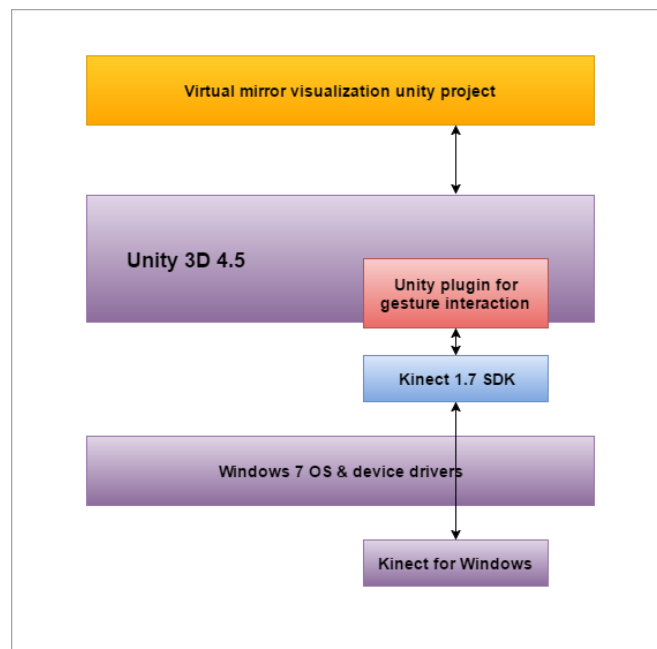 Virtual mirror visualization unity project
Unity 3D 4.5
Unity plugin for
gesture interaction
Kinect 1.7 SDK
Windows 7 OS & device drivers
Kinect for Windows